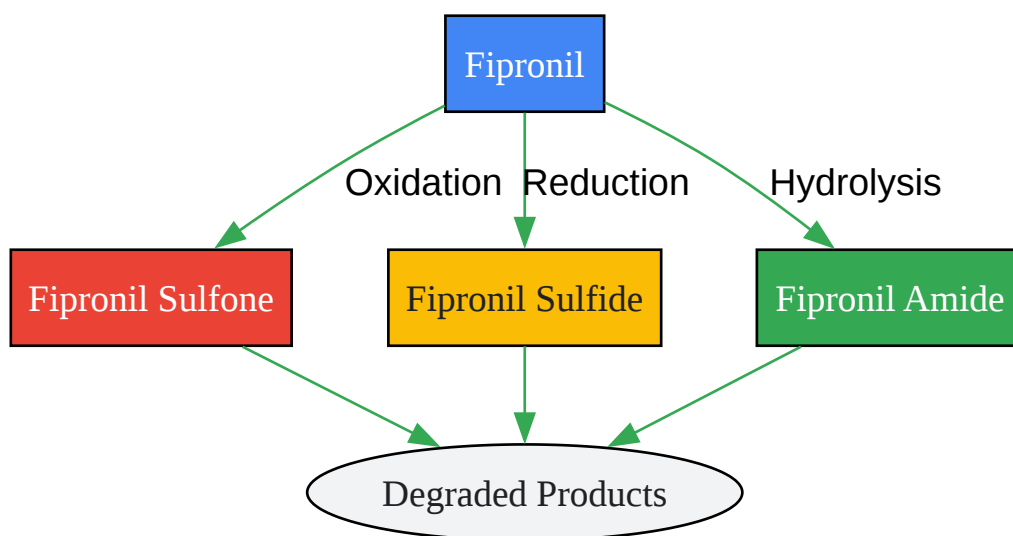 Fipronil
Oxidation
Reduction
Hydrolysis
Fipronil Sulfone
Fipronil Sulfide
Fipronil Amide
Degraded Products